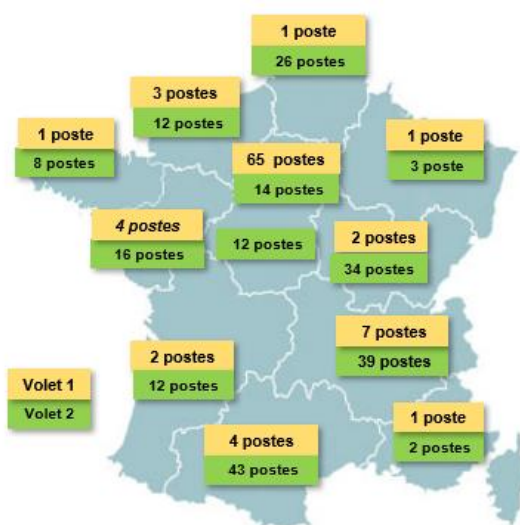 1 poste
26 postes
3 postes
12 postes
1 poste
8 postes
1 poste
3 poste
65 postes
14 postes
4 postes
16 postes
12 postes
2 postes
34 postes
7 postes
39 postes
2 postes
12 postes
Volet 1
Volet 2
1 poste
2 postes
4 postes
43 postes